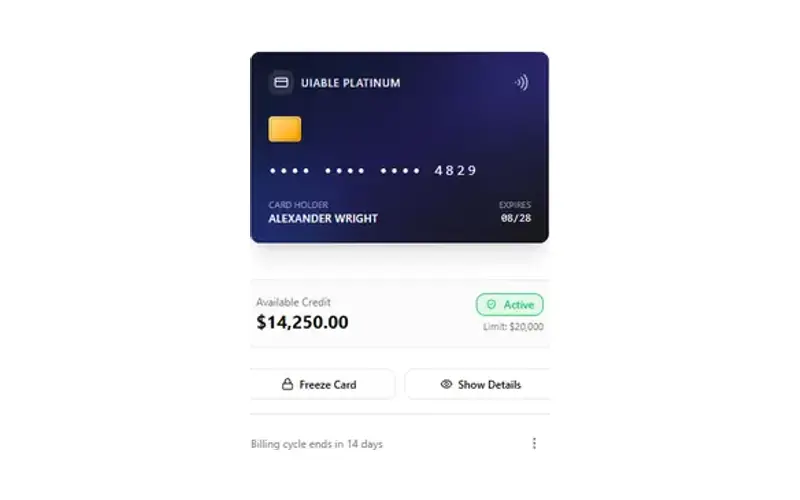 UIABLE PLATINUM
•••• •••• •••• 4829
CARD HOLDER EXPIRES
ALEXANDER WRIGHT 08/28
Available Credit Active
$14,250.00 Limit: $20,000
Freeze Card Show Details
Billing cycle ends in 14 days